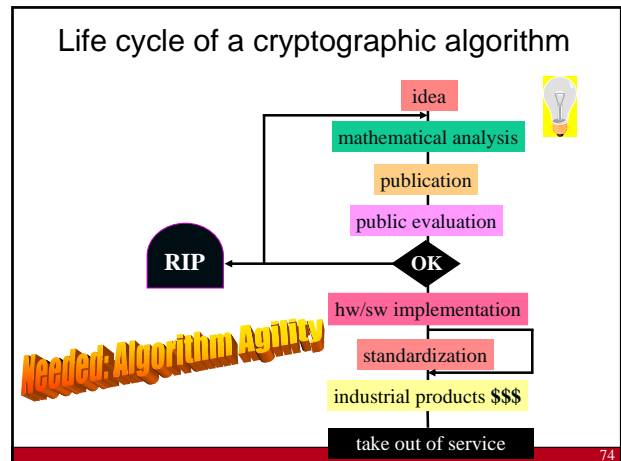 Life cycle of a cryptographic algorithm
idea
mathematical analysis
publication
public evaluation
RIP
OK
hw/sw implementation
Needed: Algorithm Agility
standardization
industrial products $$$
take out of service
74